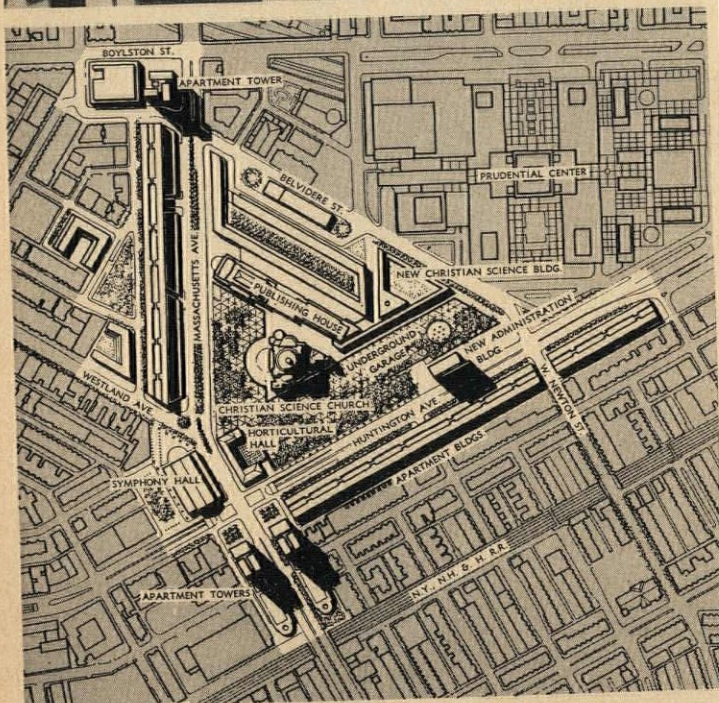 BOYLSTON ST.
APARTMENT TOWER
PRUDENTIAL CENTER
BELVIDERE ST.
MASSACHUSETTS AVE.
NEW CHRISTIAN SCIENCE BLDG.
PUBLISHING HOUSE
UNDERGROUND
GARAGE
NEW ADMINISTRATION
BLDG.
WESTLAND AVE.
CHRISTIAN SCIENCE CHURCH
HORTICULTURAL
HALL
HUNTINGTON AVE.
W. NEWTON ST.
SYMPHONY HALL
APARTMENT BLDGS.
APARTMENT TOWERS
N.Y., N.H., & H. R.R.